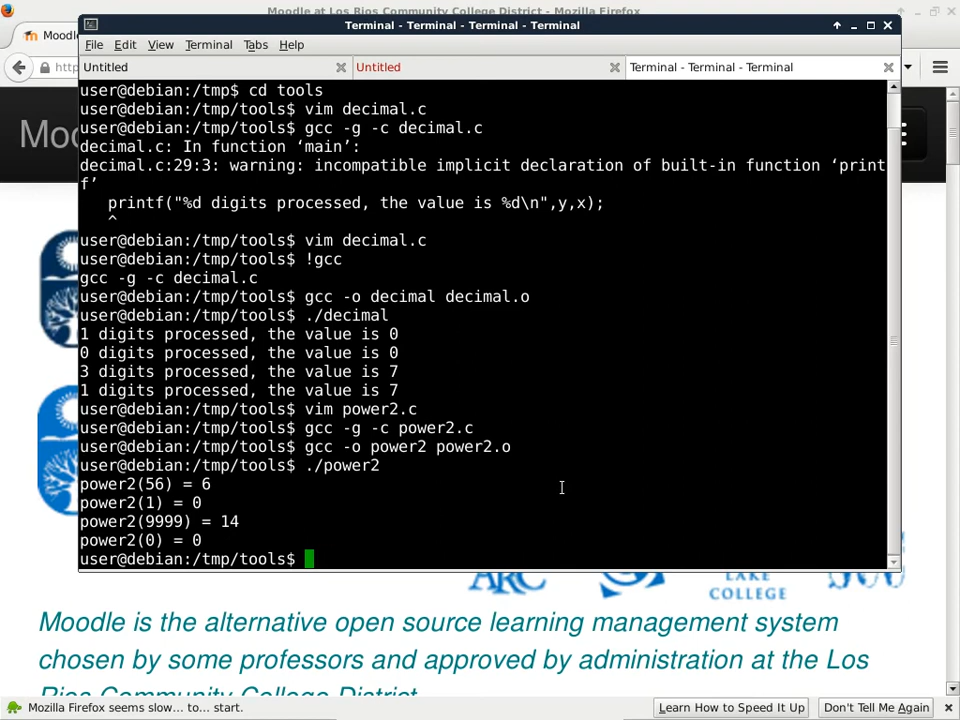 Moodle at Los Rios Community College District - Mozilla Firefox
Terminal - Terminal - Terminal - Terminal
File Edit View Terminal Tabs Help
Untitled
Untitled
Terminal - Terminal - Terminal
user@debian:/tmp$ cd tools
user@debian:/tmp/tools$ vim decimal.c
user@debian:/tmp/tools$ gcc -g -c decimal.c
decimal.c: In function ‘main’:
decimal.c:29:3: warning: incompatible implicit declaration of built-in function ‘print
f’
printf("%d digits processed, the value is %d\n",y,x);
^
user@debian:/tmp/tools$ vim decimal.c
user@debian:/tmp/tools$ !gcc
gcc -g -c decimal.c
user@debian:/tmp/tools$ gcc -o decimal decimal.o
user@debian:/tmp/tools$ ./decimal
1 digits processed, the value is 0
0 digits processed, the value is 0
3 digits processed, the value is 7
1 digits processed, the value is 7
user@debian:/tmp/tools$ vim power2.c
user@debian:/tmp/tools$ gcc -g -c power2.c
user@debian:/tmp/tools$ gcc -o power2 power2.o
user@debian:/tmp/tools$ ./power2
power2(56) = 6
power2(1) = 0
power2(9999) = 14
power2(0) = 0
user@debian:/tmp/tools$
ARC
LAKE
COLLEGE
Moodle is the alternative open source learning management system
chosen by some professors and approved by administration at the Los
Rios Community College District
Mozilla Firefox seems slow… to… start.
Learn How to Speed It Up
Don't Tell Me Again